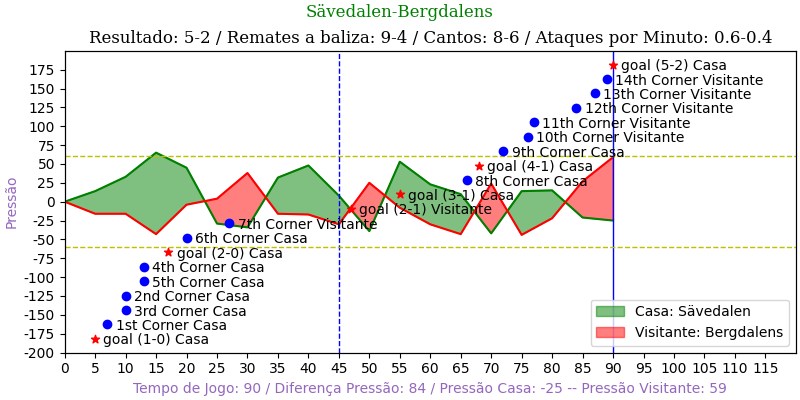 Sävedalen-Bergdalens
Resultado: 5-2 / Remates a baliza: 9-4 / Cantos: 8-6 / Ataques por Minuto: 0.6-0.4
Pressão
175
150
125
100
75
50
25
0
-25
-50
-75
-100
-125
-150
-175
-200
goal (5-2) Casa
14th Corner Visitante
13th Corner Visitante
12th Corner Visitante
11th Corner Visitante
10th Corner Visitante
9th Corner Casa
goal (4-1) Casa
8th Corner Casa
goal (3-1) Casa
goal (2-1) Visitante
7th Corner Visitante
6th Corner Casa
goal (2-0) Casa
4th Corner Casa
5th Corner Casa
2nd Corner Casa
3rd Corner Casa
1st Corner Casa
goal (1-0) Casa
Casa: Sävedalen
Visitante: Bergdalens
0 5 10 15 20 25 30 35 40 45 50 55 60 65 70 75 80 85 90 95 100 105 110 115
Tempo de Jogo: 90 / Diferença Pressão: 84 / Pressão Casa: -25 -- Pressão Visitante: 59